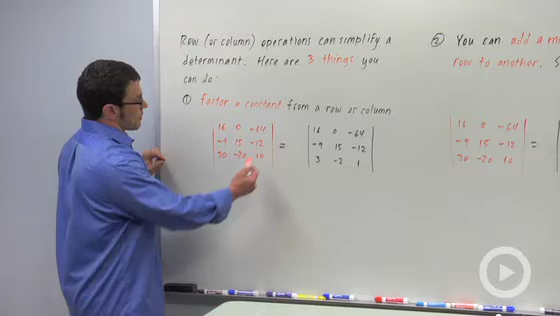 Row (or column) operations can simplify a
determinant. Here are 3 things you
can do:
① Factor a constant from a row or column
16 0 -64
-9 15 -12
30 -20 10
=
16 0 -64
-9 15 -12
3 -2 1
② You can add a
row to another.
16 0 -64
-9 15 -12
30 -20 10
=